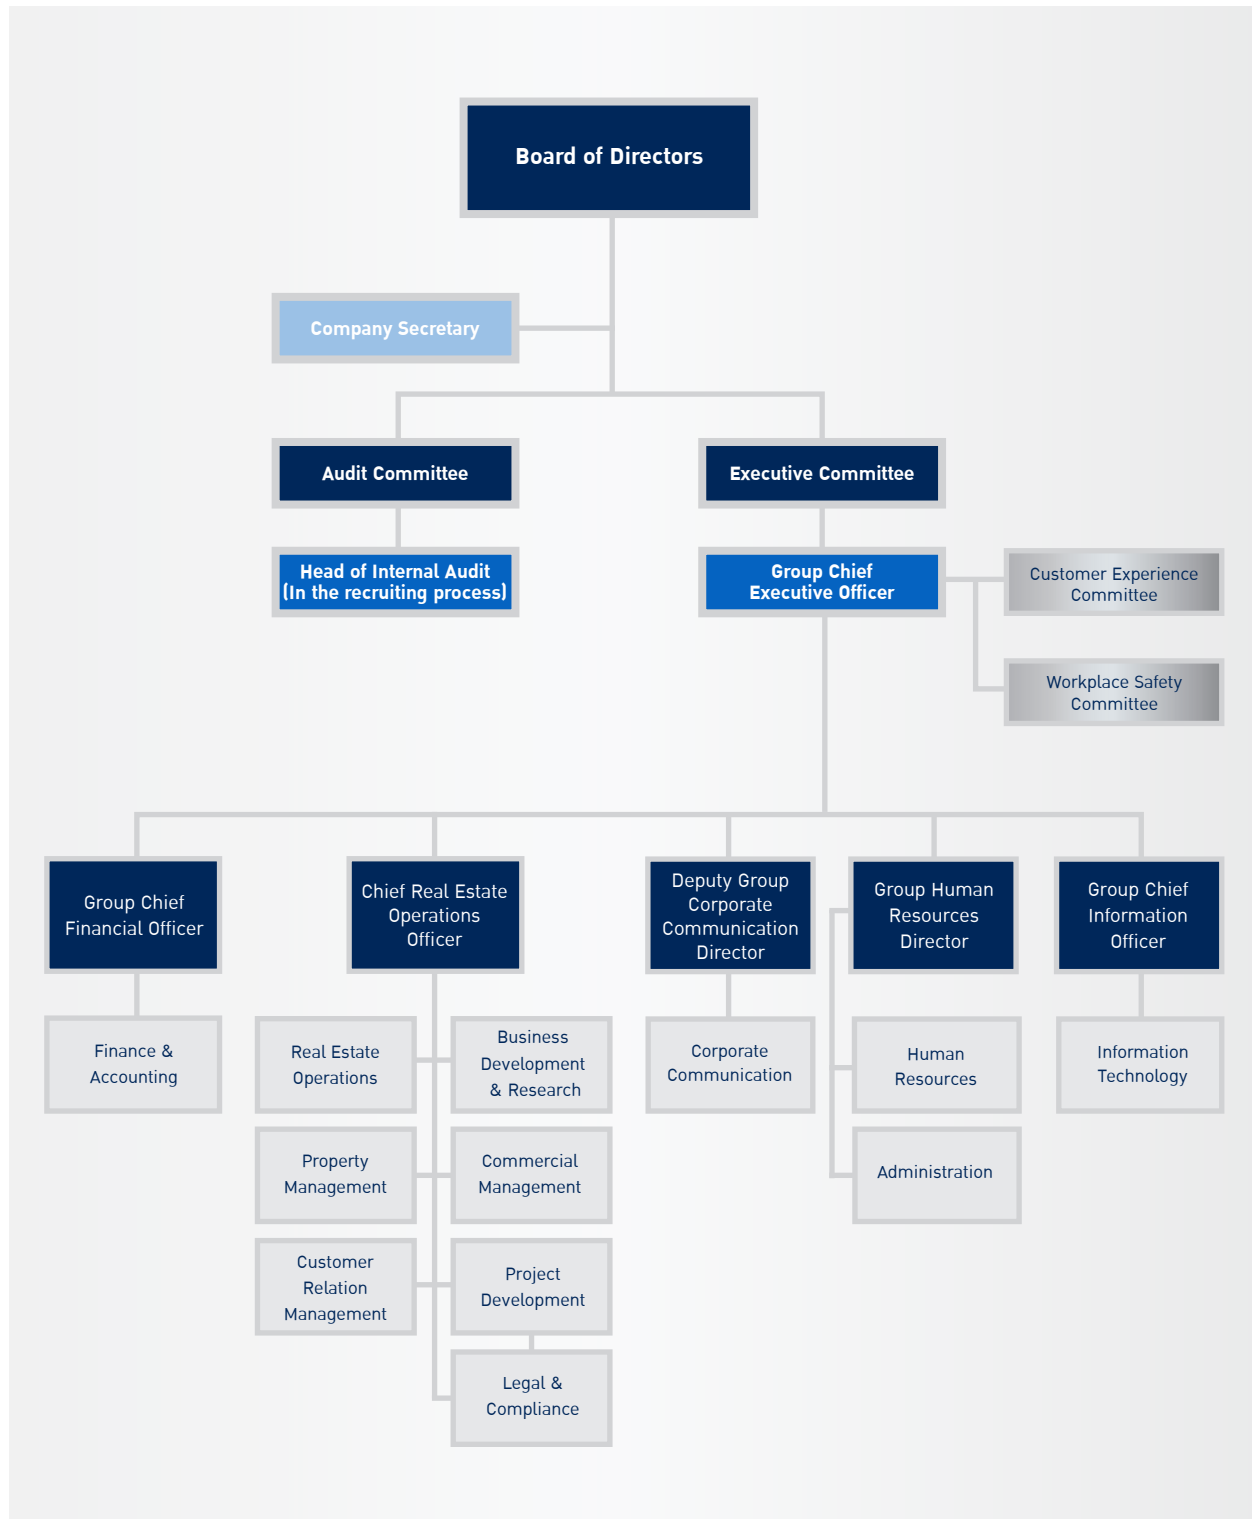 Board of Directors
Company Secretary
Audit Committee
Executive Committee
Head of Internal Audit
(In the recruiting process)
Group Chief
Executive Officer
Customer Experience
Committee
Workplace Safety
Committee
Group Chief
Financial Officer
Chief Real Estate
Operations
Officer
Deputy Group
Corporate
Communication
Director
Group Human
Resources
Director
Group Chief
Information
Officer
Finance &
Accounting
Real Estate
Operations
Business
Development
& Research
Corporate
Communication
Human
Resources
Information
Technology
Property
Management
Commercial
Management
Administration
Customer
Relation
Management
Project
Development
Legal &
Compliance